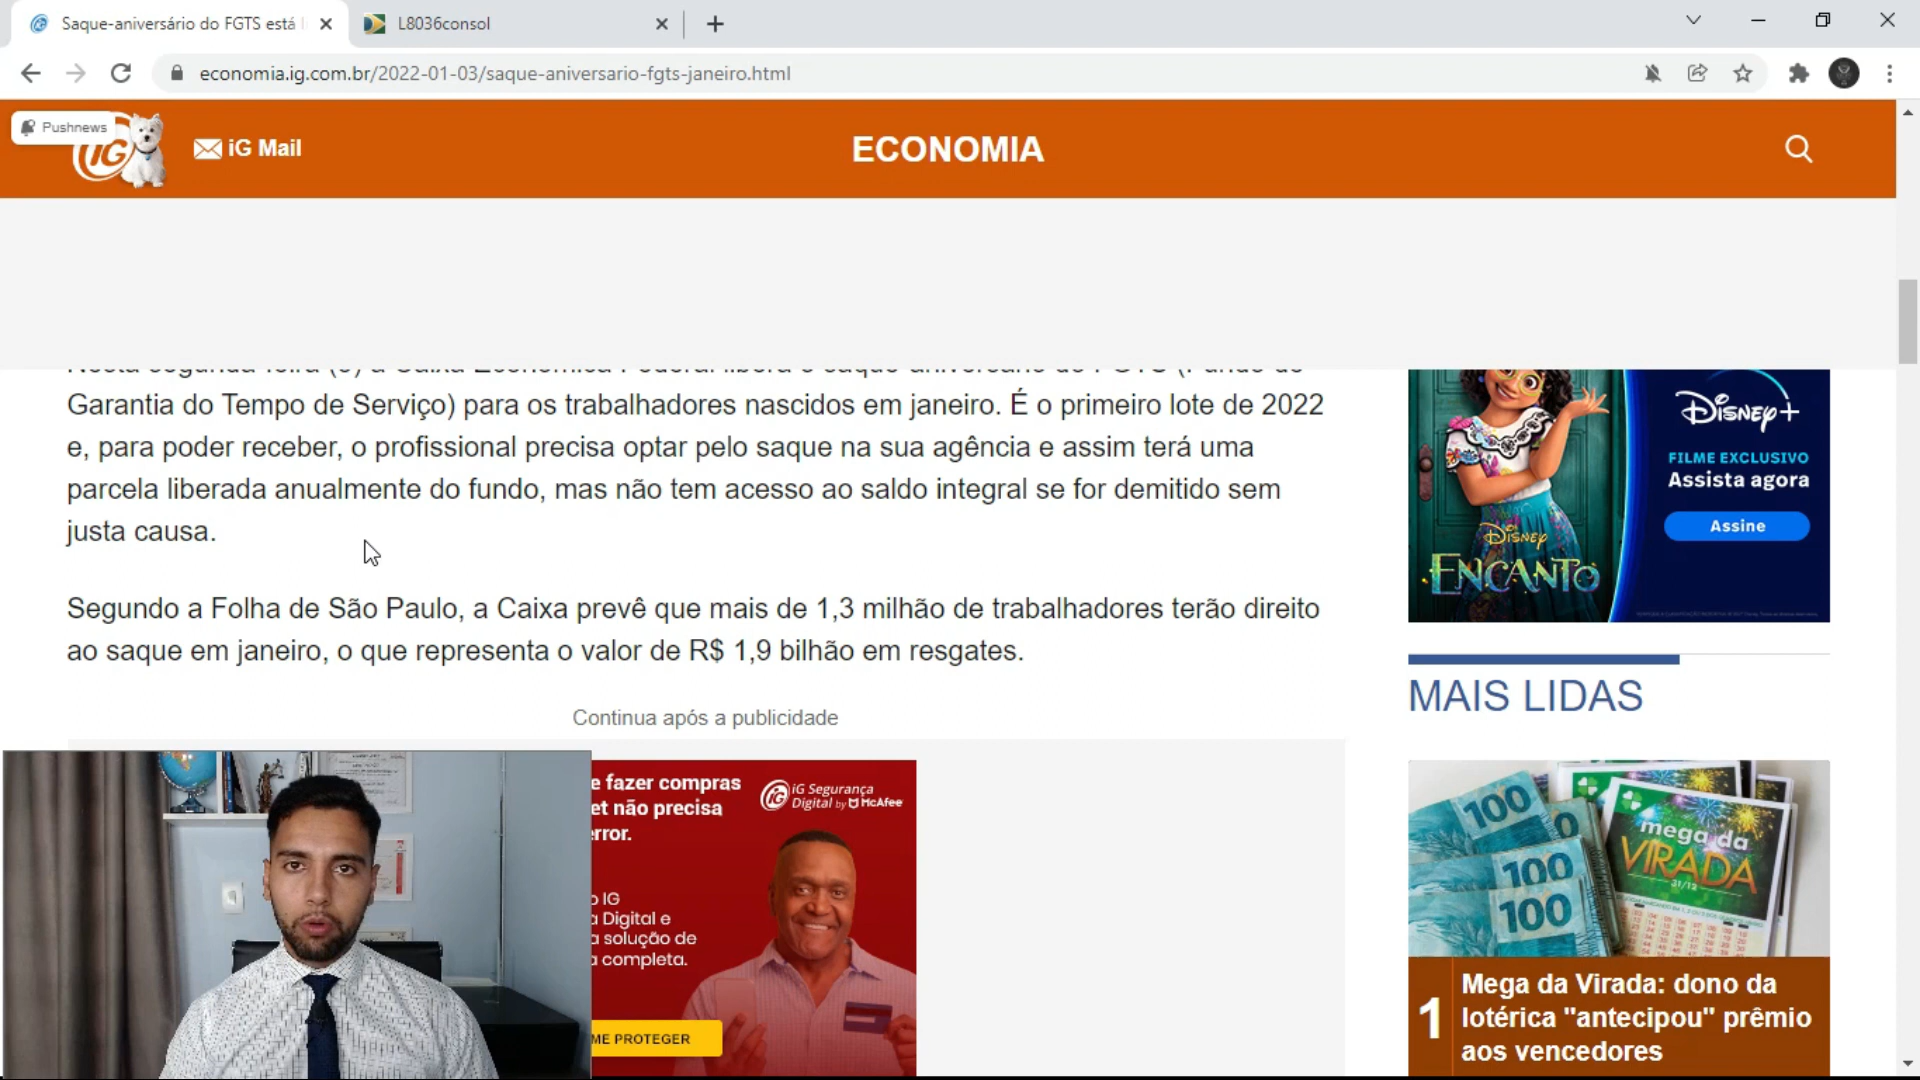 Saque-aniversário do FGTS está
L8036consol
economia.ig.com.br/2022-01-03/saque-aniversario-fgts-janeiro.html
Pushnews
iG
iG Mail
ECONOMIA
Garantia do Tempo de Serviço) para os trabalhadores nascidos em janeiro. É o primeiro lote de 2022
e, para poder receber, o profissional precisa optar pelo saque na sua agência e assim terá uma
parcela liberada anualmente do fundo, mas não tem acesso ao saldo integral se for demitido sem
justa causa.
Segundo a Folha de São Paulo, a Caixa prevê que mais de 1,3 milhão de trabalhadores terão direito
ao saque em janeiro, o que representa o valor de R$ 1,9 bilhão em resgates.
Continua após a publicidade
e fazer compras
et não precisa
error.
iG Segurança
Digital by McAfee
o IG
a Digital e
a solução de
a completa.
ME PROTEGER
Disney+
FILME EXCLUSIVO
Assista agora
Assine
Disney
ENCANTO
MAIS LIDAS
100
100
100
mega da
VIRADA
31/12
1
Mega da Virada: dono da
lotérica "antecipou" prêmio
aos vencedores